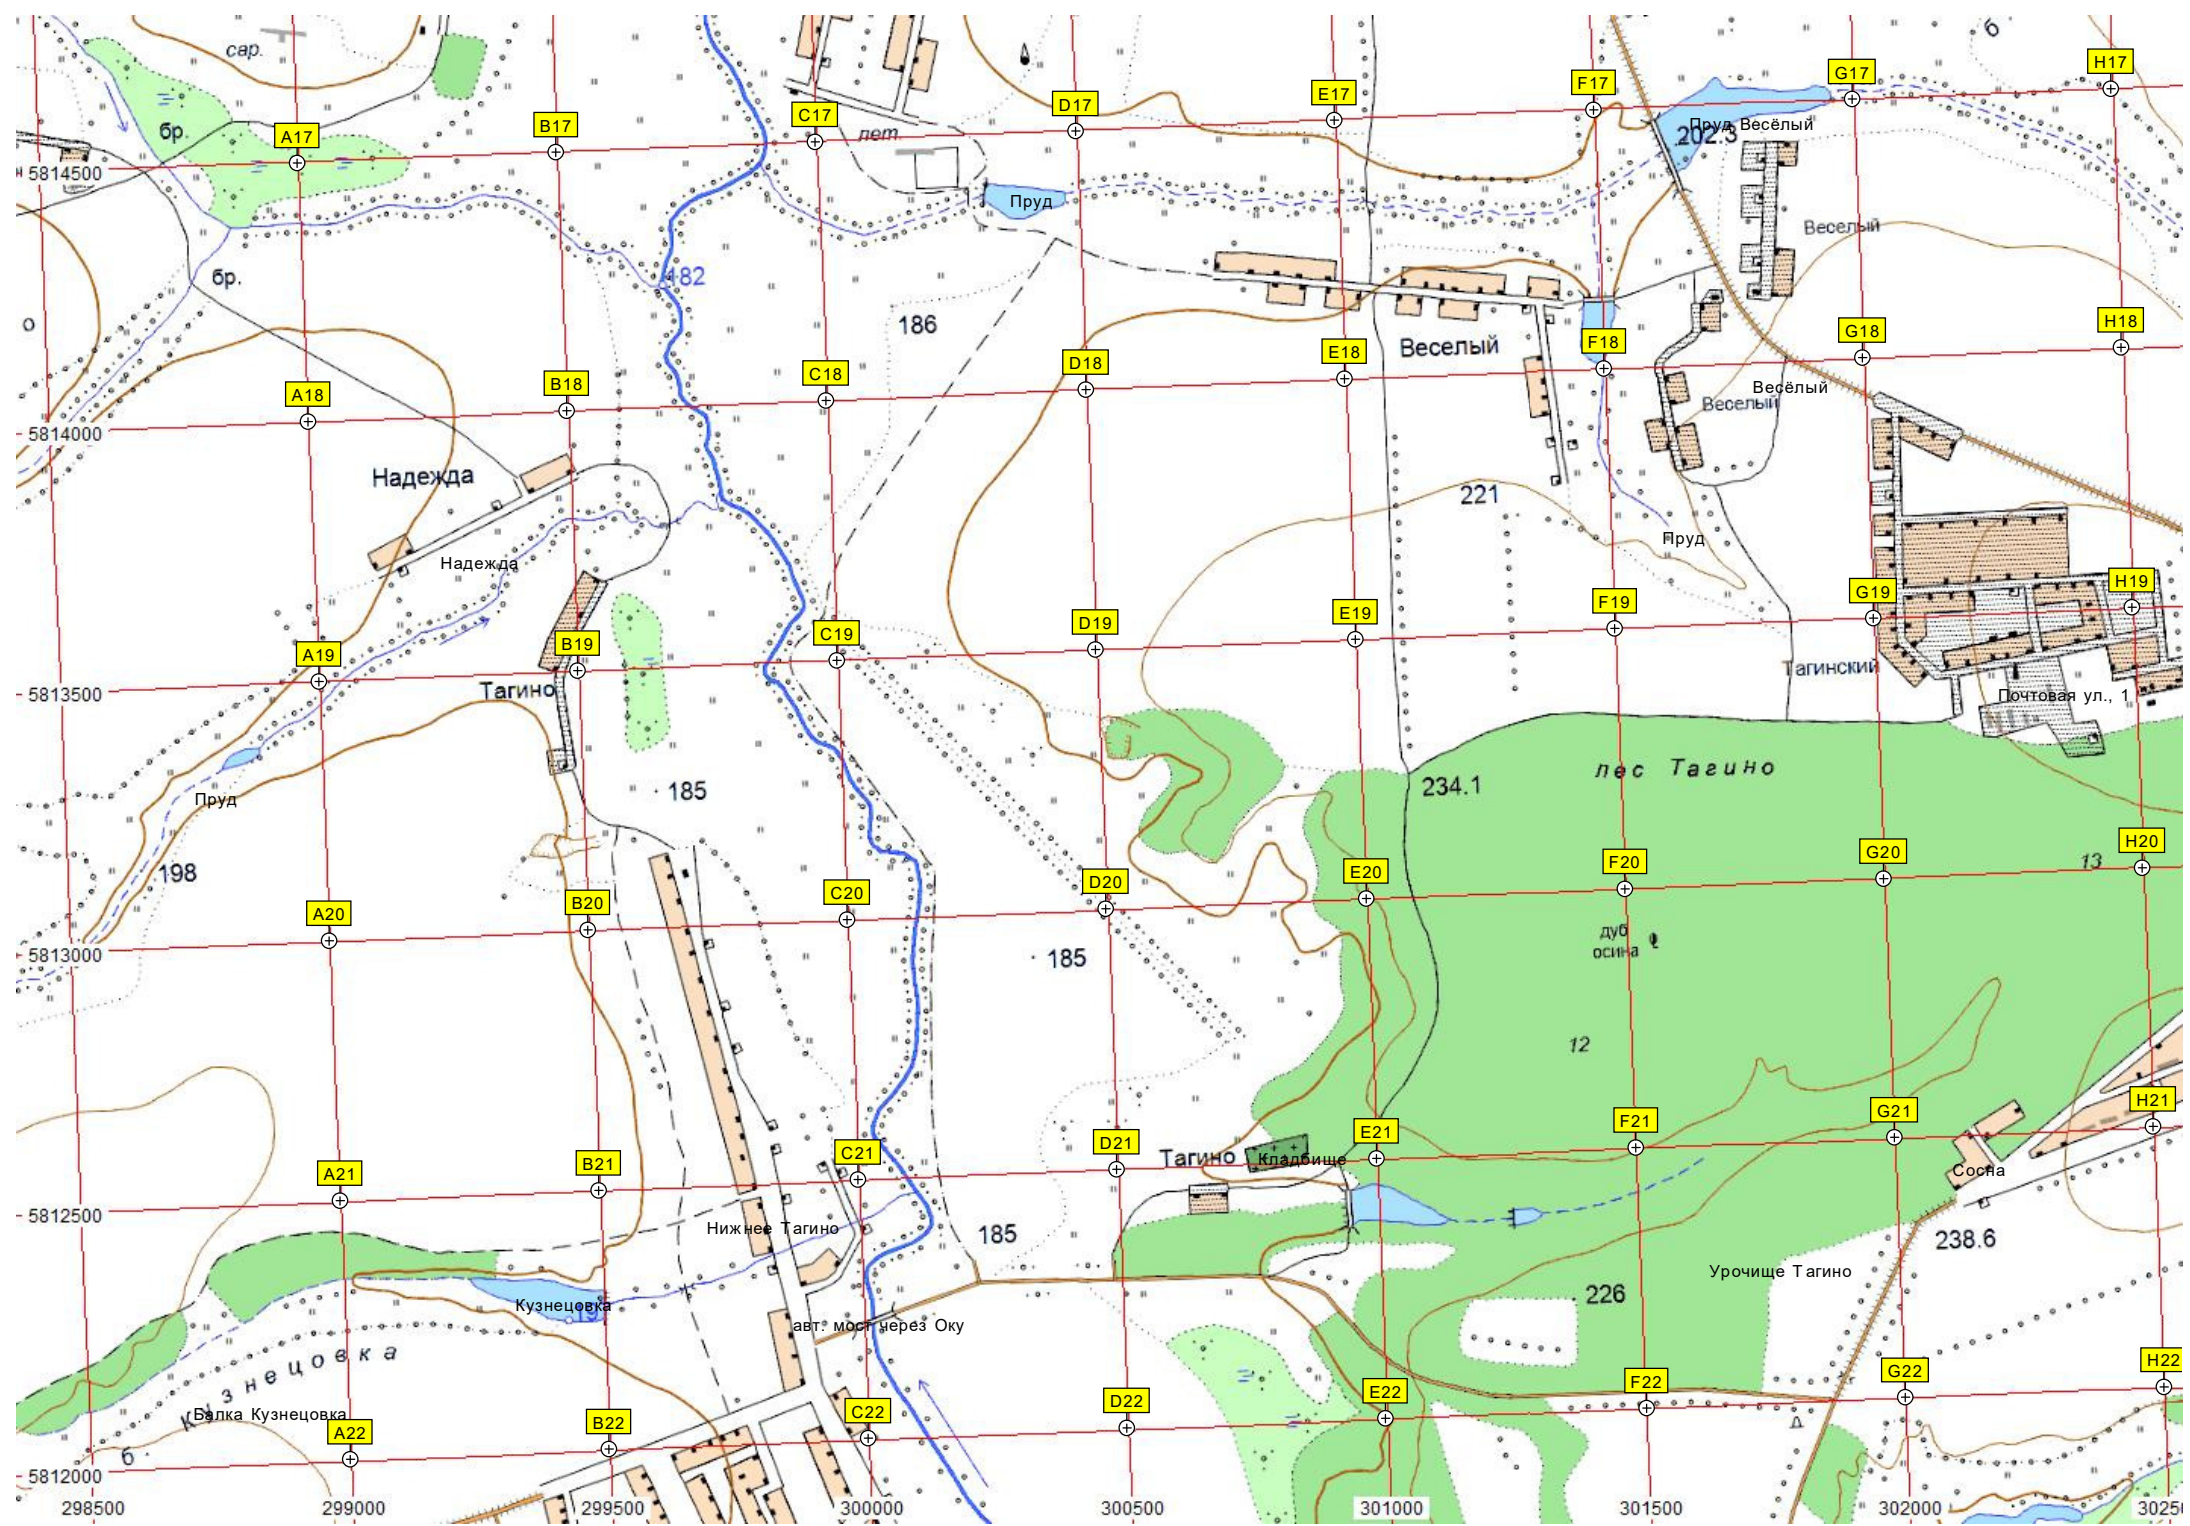 сар.
б
H17
G17
F17
E17
D17
C17
B17
A17
бр.
лет.
Пруд Весёлый
202.3
5814500
Пруд
Веселый
бр.
182
о
186
H18
G18
F18
E18
D18
C18
B18
A18
Веселый
Весёлый
Веселый
5814000
Надежда
221
Пруд
Надежда
H19
G19
F19
E19
D19
C19
B19
A19
Тагинский
Тагино
5813500
Почтовая ул., 1
лес Тагино
234.1
185
Пруд
198
H20
G20
F20
E20
D20
C20
B20
A20
13
дуб
осина
5813000
185
12
H21
G21
F21
E21
D21
C21
B21
A21
Тагино
Кладбище
Сосна
5812500
Нижнее Тагино
185
238.6
Урочище Тагино
226
Кузнецовка
191
авт. мост через Оку
Кузнецовка
H22
G22
F22
E22
D22
C22
B22
A22
Балка Кузнецовка
б.
5812000
298500
299000
299500
300000
300500
301000
301500
302000
30250